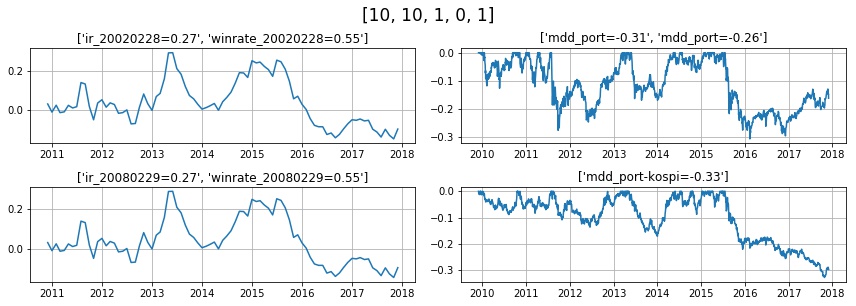 [10, 10, 1, 0, 1]
['ir_20020228=0.27', 'winrate_20020228=0.55']
0.2
0.0
2011 2012 2013 2014 2015 2016 2017 2018
['mdd_port=-0.31', 'mdd_port=-0.26']
0.0
−0.1
−0.2
−0.3
2010 2011 2012 2013 2014 2015 2016 2017 2018
['ir_20080229=0.27', 'winrate_20080229=0.55']
0.2
0.0
2011 2012 2013 2014 2015 2016 2017 2018
['mdd_port-kospi=-0.33']
0.0
−0.1
−0.2
−0.3
2010 2011 2012 2013 2014 2015 2016 2017 2018